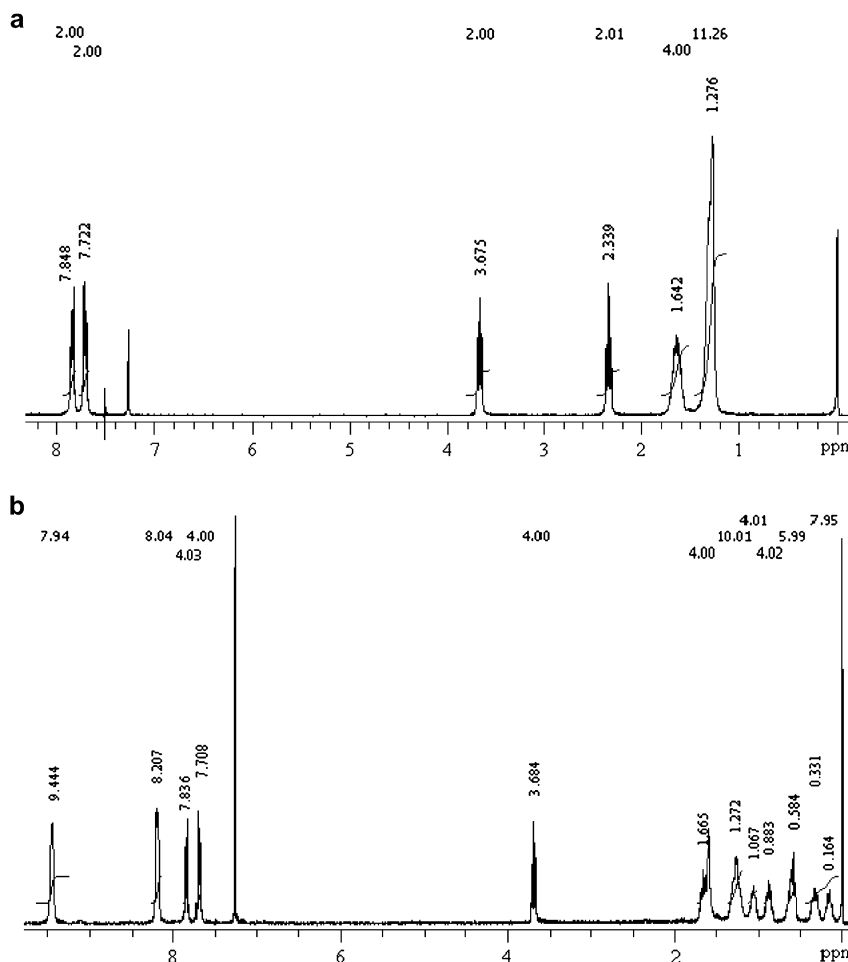 a
2.00 2.00 2.01 11.26
2.00 4.00
7.848 7.722 3.675 2.339 1.642 1.276
8 7 6 5 4 3 2 1 ppm
b
4.01 7.95
7.94 8.04 4.00 4.00 10.01 5.99
4.03 4.00 4.02
9.444 8.207 7.836 7.708 3.684 1.665 1.272 1.067 0.883 0.584 0.331 0.164
8 6 4 2 ppm